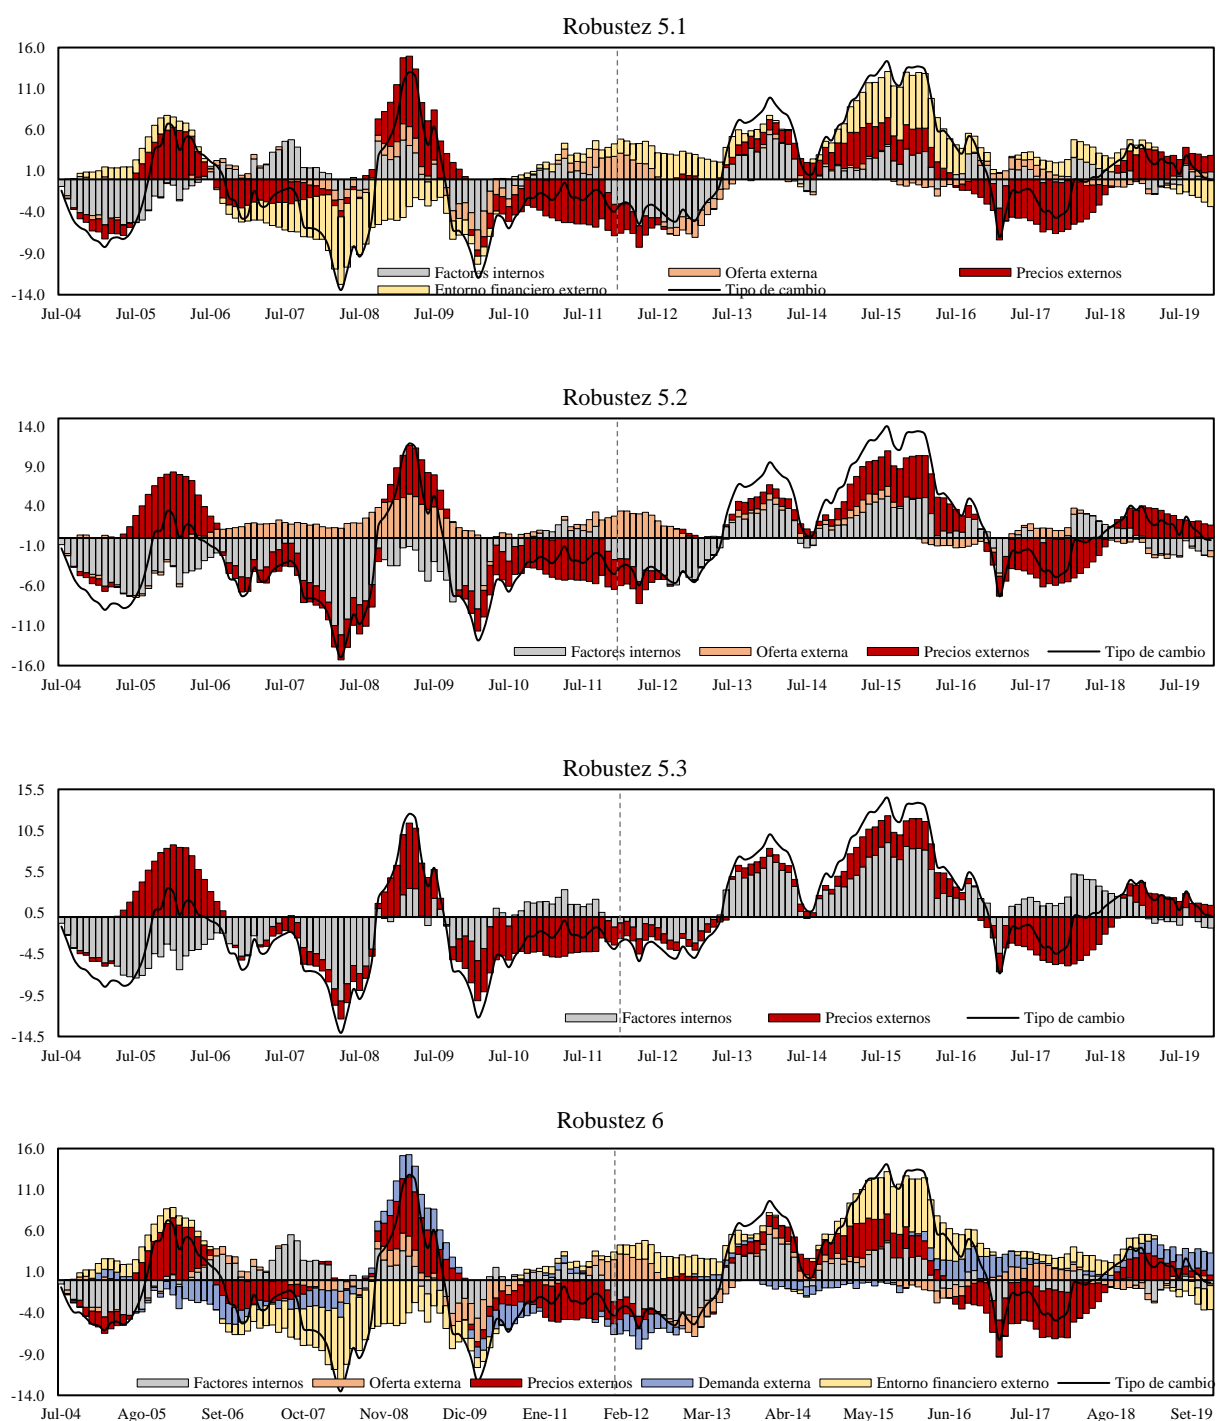 Robustez 5.1
16.0
11.0
6.0
1.0
-4.0
-9.0
-14.0
Factores internos Oferta externa Precios externos
Entorno financiero externo Tipo de cambio
Jul-04 Jul-05 Jul-06 Jul-07 Jul-08 Jul-09 Jul-10 Jul-11 Jul-12 Jul-13 Jul-14 Jul-15 Jul-16 Jul-17 Jul-18 Jul-19
Robustez 5.2
14.0
9.0
4.0
-1.0
-6.0
-11.0
-16.0
Factores internos Oferta externa Precios externos Tipo de cambio
Jul-04 Jul-05 Jul-06 Jul-07 Jul-08 Jul-09 Jul-10 Jul-11 Jul-12 Jul-13 Jul-14 Jul-15 Jul-16 Jul-17 Jul-18 Jul-19
Robustez 5.3
15.5
10.5
5.5
0.5
-4.5
-9.5
-14.5
Factores internos Precios externos Tipo de cambio
Jul-04 Jul-05 Jul-06 Jul-07 Jul-08 Jul-09 Jul-10 Jul-11 Jul-12 Jul-13 Jul-14 Jul-15 Jul-16 Jul-17 Jul-18 Jul-19
Robustez 6
16.0
11.0
6.0
1.0
-4.0
-9.0
-14.0
Factores internos Oferta externa Precios externos Demanda externa Entorno financiero externo Tipo de cambio
Jul-04 Ago-05 Set-06 Oct-07 Nov-08 Dic-09 Ene-11 Feb-12 Mar-13 Abr-14 May-15 Jun-16 Jul-17 Ago-18 Set-19